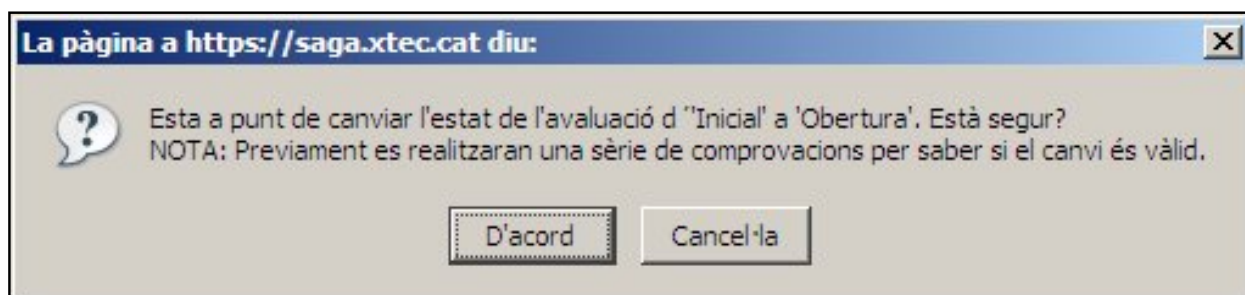 La pàgina a https://saga.xtec.cat diu:
Esta a punt de canviar l'estat de l'avaluació d ''Inicial' a 'Obertura'. Està segur?
NOTA: Previament es realitzaran una sèrie de comprovacions per saber si el canvi és vàlid.
D'acord
Cancel·la